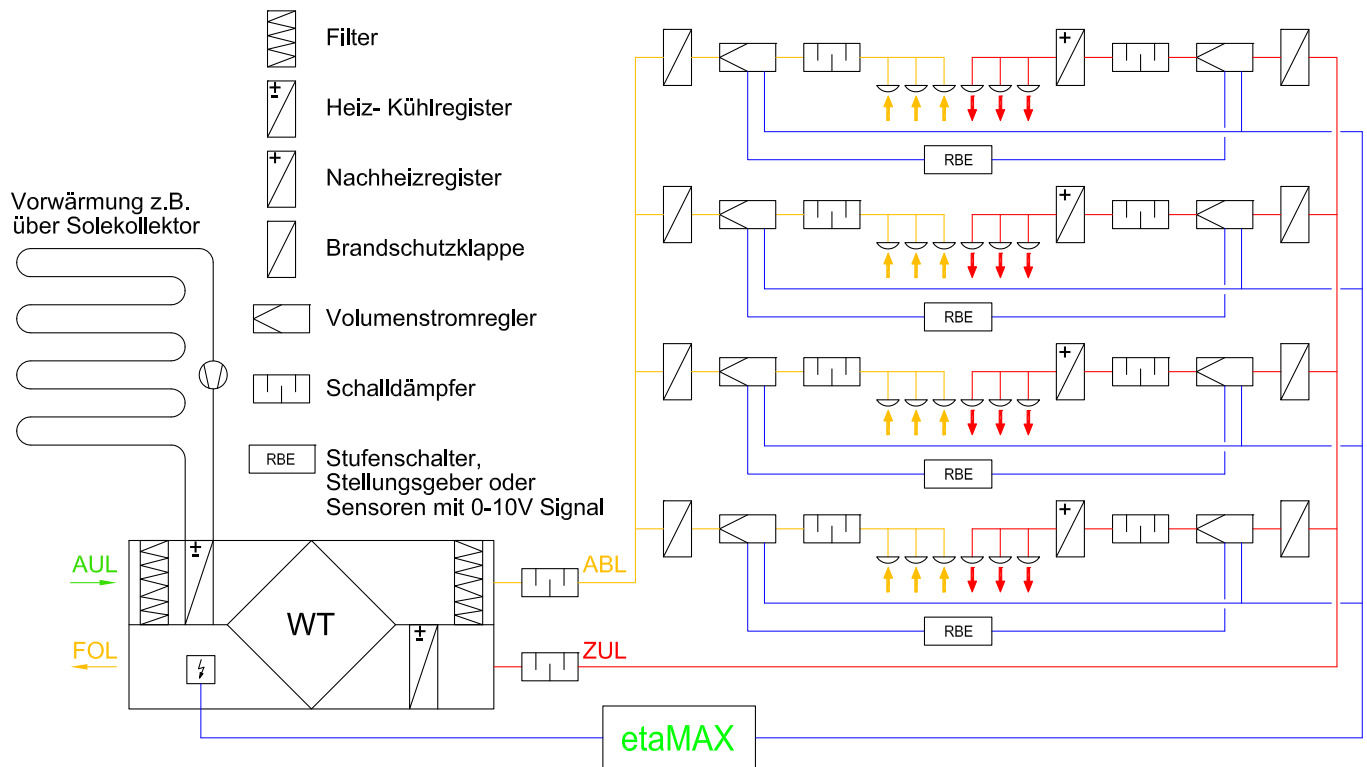 Filter
±
Heiz- Kühlregister
+
Nachheizregister
Brandschutzklappe
Volumenstromregler
Schalldämpfer
RBE
Stufenschalter,
Stellungsgeber oder
Sensoren mit 0-10V Signal
Vorwärmung z.B.
über Solekollektor
+
RBE
+
RBE
+
RBE
+
RBE
AUL
FOL
±
WT
±
ABL
ZUL
etaMAX